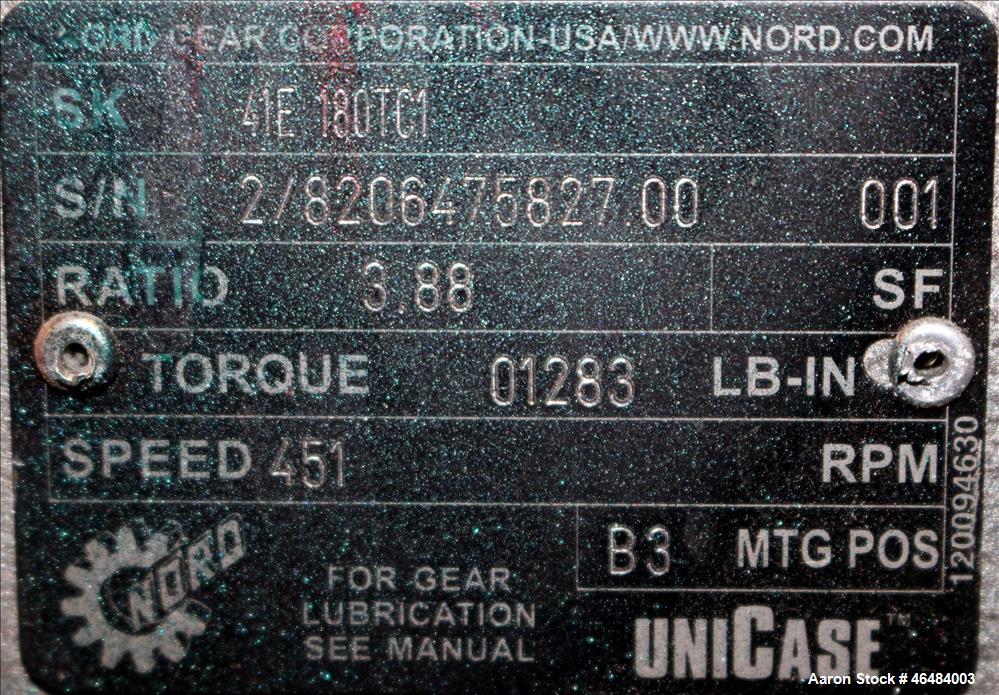 NORD GEAR CORPORATION-USA/WWW.NORD.COM
SK 41E 180TC1
S/N 2/8206475827.00 001
RATIO 3.88 SF
TORQUE 01283 LB-IN
SPEED 451 RPM
120094630
B3 MTG POS
NORD
FOR GEAR
LUBRICATION
SEE MANUAL
UNICASE™
Aaron Stock # 46484003